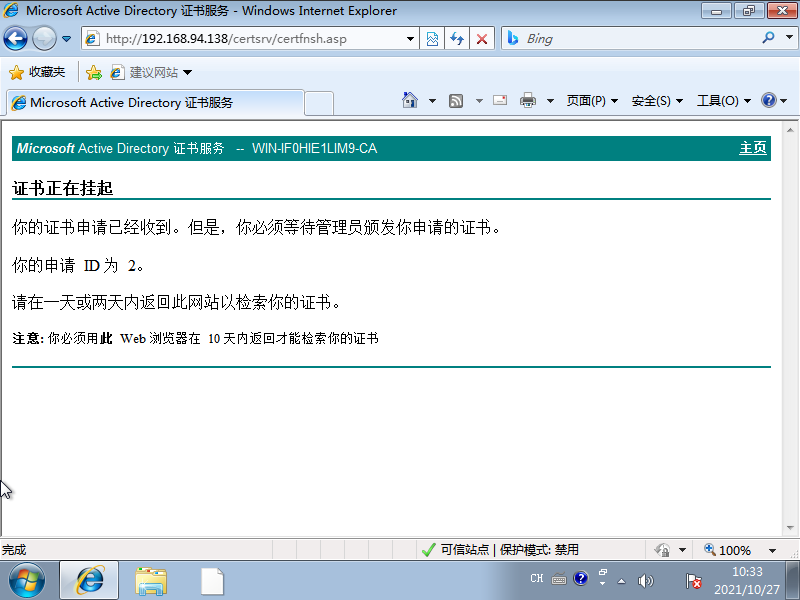 Microsoft Active Directory 证书服务 - Windows Internet Explorer
http://192.168.94.138/certsrv/certfnsh.asp
Bing
收藏夹
建议网站
Microsoft Active Directory 证书服务
页面(P)
安全(S)
工具(O)
Microsoft Active Directory 证书服务 -- WIN-IF0HIE1LIM9-CA
主页
证书正在挂起
你的证书申请已经收到。但是，你必须等待管理员颁发你申请的证书。
你的申请 ID 为 2。
请在一天或两天内返回此网站以检索你的证书。
注意: 你必须用此 Web 浏览器在 10 天内返回才能检索你的证书
完成
可信站点 | 保护模式: 禁用
100%
CH
10:33
2021/10/27